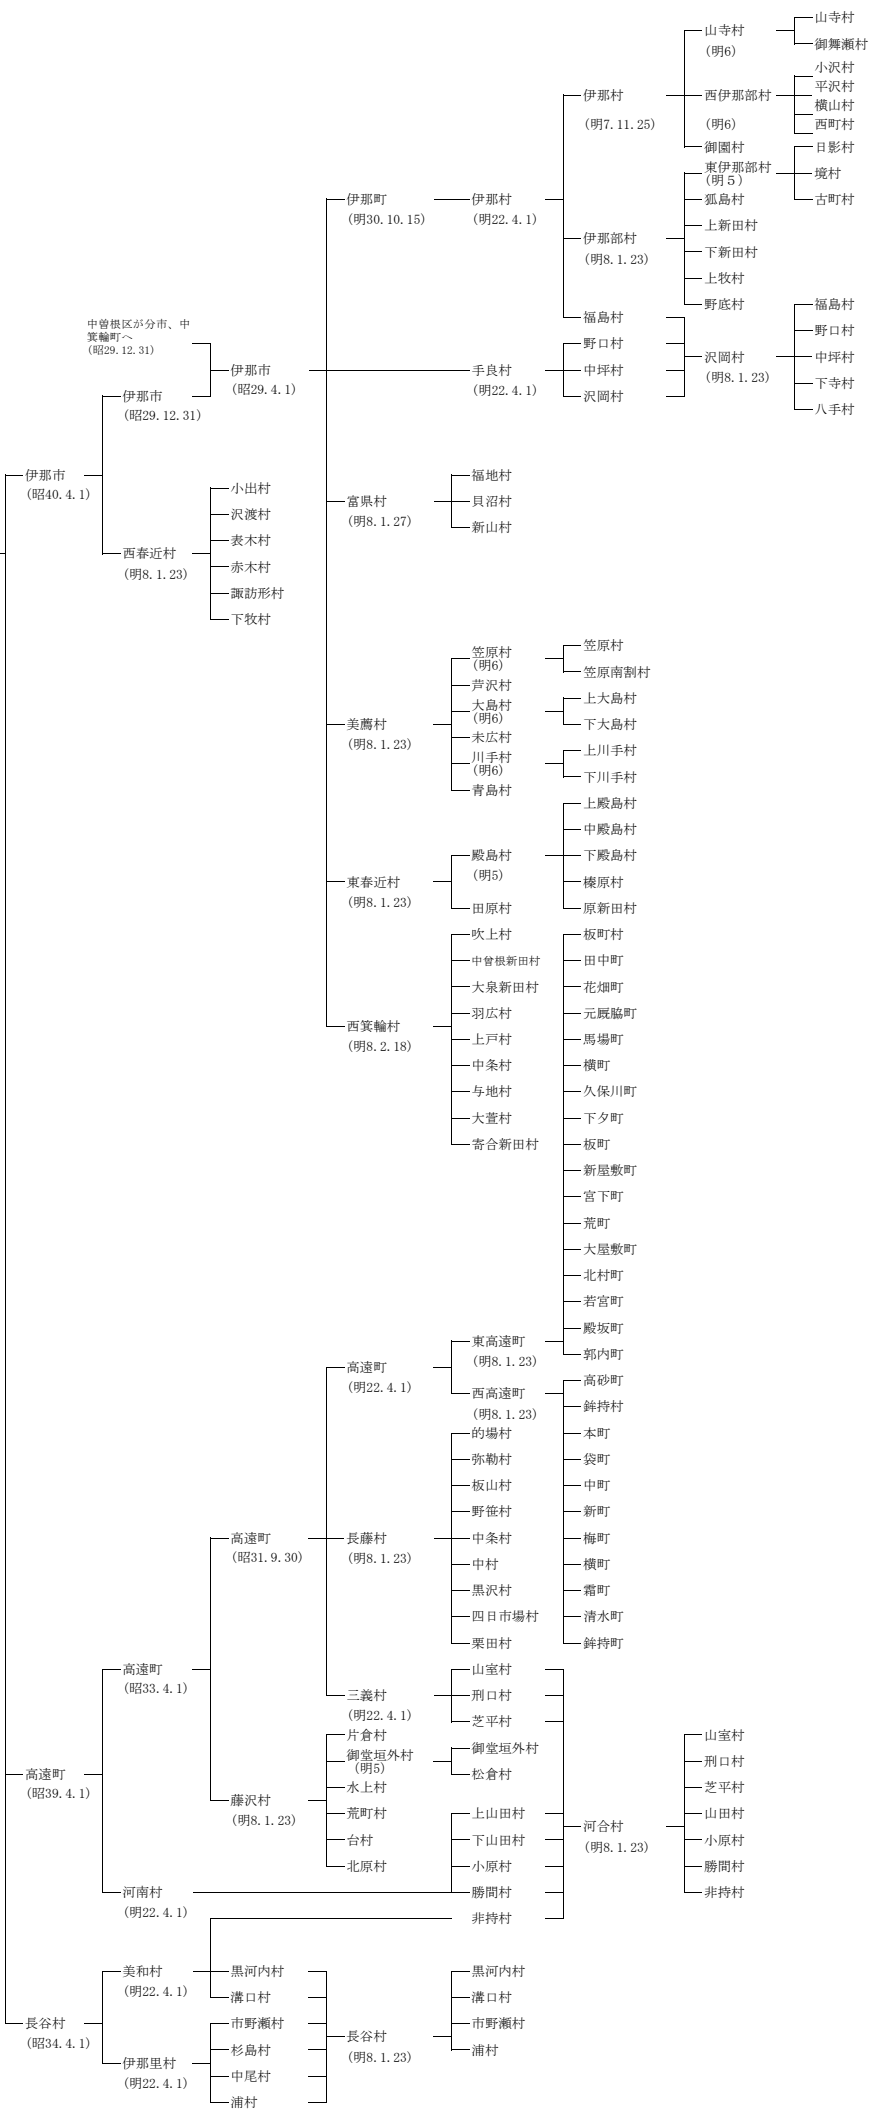 山寺村
山寺村
(明6)
御舞瀬村
小沢村
平沢村
伊那村
西伊那部村
横山村
(明7.11.25)
(明6)
西町村
御園村
日影村
東伊那部村
(明５)
境村
伊那町
伊那村
狐島村
古町村
(明30.10.15)
(明22.4.1)
上新田村
伊那部村
(明8.1.23)
下新田村
上牧村
野底村
福島村
福島村
中曽根区が分市、中
箕輪町へ
(昭29.12.31)
野口村
野口村
沢岡村
中坪村
伊那市
手良村
中坪村
(明8.1.23)
(昭29.4.1)
(明22.4.1)
下寺村
伊那市
沢岡村
(昭29.12.31)
八手村
伊那市
(昭40.4.1)
福地村
小出村
富県村
貝沼村
(明8.1.27)
沢渡村
新山村
表木村
西春近村
(明8.1.23)
赤木村
諏訪形村
下牧村
笠原村
笠原村
(明6)
笠原南割村
芦沢村
上大島村
大島村
(明6)
美薦村
下大島村
(明8.1.23)
末広村
上川手村
川手村
(明6)
下川手村
青島村
上殿島村
中殿島村
殿島村
下殿島村
(明5)
東春近村
榛原村
(明8.1.23)
田原村
原新田村
吹上村
板町村
中曽根新田村
田中町
大泉新田村
花畑町
羽広村
元厩脇町
西箕輪村
(明8.2.18)
上戸村
馬場町
中条村
横町
与地村
久保川町
大萱村
下夕町
寄合新田村
板町
新屋敷町
宮下町
荒町
大屋敷町
北村町
若宮町
殿坂町
東高遠町
(明8.1.23)
郭内町
高遠町
(明22.4.1)
高砂町
西高遠町
(明8.1.23)
鉾持村
的場村
本町
弥勒村
袋町
板山村
中町
野笹村
新町
高遠町
(昭31.9.30)
長藤村
(明8.1.23)
中条村
梅町
中村
横町
黒沢村
霜町
四日市場村
清水町
栗田村
鉾持町
高遠町
(昭33.4.1)
山室村
三義村
(明22.4.1)
刑口村
芝平村
片倉村
山室村
御堂垣外村
(明5)
御堂垣外村
刑口村
高遠町
(昭39.4.1)
松倉村
水上村
芝平村
藤沢村
(明8.1.23)
荒町村
上山田村
河合村
(明8.1.23)
山田村
台村
下山田村
小原村
北原村
小原村
勝間村
河南村
(明22.4.1)
勝間村
非持村
非持村
美和村
(明22.4.1)
黒河内村
黒河内村
溝口村
溝口村
長谷村
(昭34.4.1)
市野瀬村
長谷村
(明8.1.23)
市野瀬村
杉島村
浦村
伊那里村
(明22.4.1)
中尾村
浦村